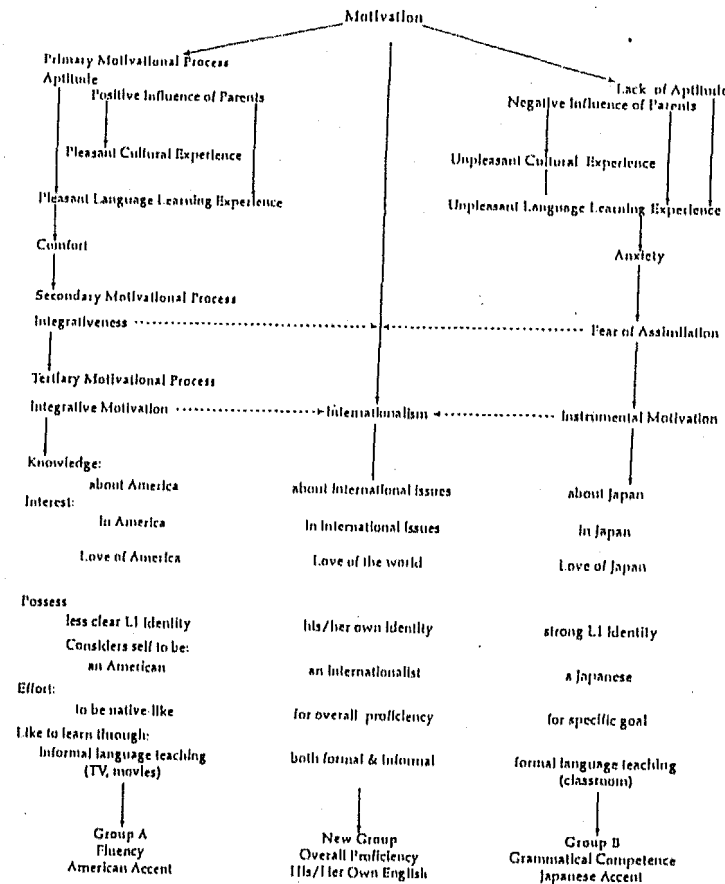 Motivation
Primary Motivational Process
Aptitude
Lack of Aptitude
Positive Influence of Parents
Negative Influence of Parents
Pleasant Cultural Experience
Unpleasant Cultural Experience
Pleasant Language Learning Experience
Unpleasant Language Learning Experience
Comfort
Anxiety
Secondary Motivational Process
Integrativeness
Fear of Assimilation
Tertiary Motivational Process
Integrative Motivation
Internationalism
Instrumental Motivation
Knowledge:
about America
about International Issues
about Japan
Interest:
In America
In International Issues
In Japan
Love of America
Love of the world
Love of Japan
Possess
less clear L1 Identity
his/her own Identity
strong L1 Identity
Considers self to be:
an American
an Internationalist
a Japanese
Effort:
to be native-like
for overall proficiency
for specific goal
Like to learn through:
Informal language teaching
(TV, movies)
both formal & Informal
formal language teaching
(classroom)
Group A
Fluency
American Accent
New Group
Overall Proficiency
His/Her Own English
Group B
Grammatical Competence
Japanese Accent